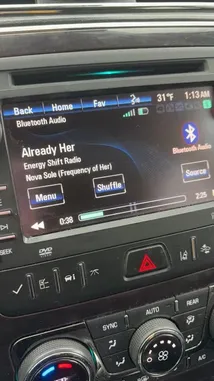 31°F 1:13 AM
Back Home Fav
Bluetooth Audio
Already Her
Energy Shift Radio
Nova Sole (Frequency of Her)
Bluetooth Audio
Menu Shuffle Source
0:38 2:25
SEEK
DVD
SYNC AUTO REAR
A/C